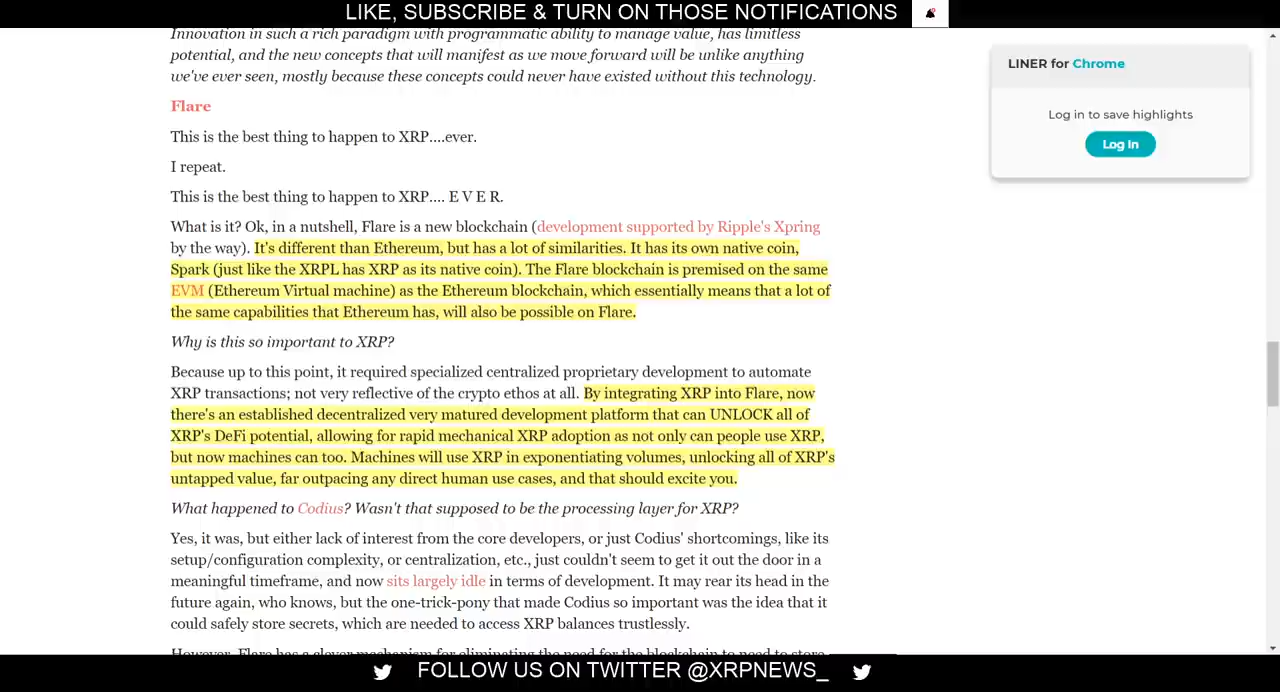 LIKE, SUBSCRIBE & TURN ON THOSE NOTIFICATIONS
Innovation in such a rich paradigm with programmatic ability to manage value, has limitless
potential, and the new concepts that will manifest as we move forward will be unlike anything
we've ever seen, mostly because these concepts could never have existed without this technology.
LINER for Chrome
Log in to save highlights
Log In
Flare
This is the best thing to happen to XRP....ever.
I repeat.
This is the best thing to happen to XRP.... E V E R.
What is it? Ok, in a nutshell, Flare is a new blockchain (development supported by Ripple's Xpring
by the way). It's different than Ethereum, but has a lot of similarities. It has its own native coin,
Spark (just like the XRPL has XRP as its native coin). The Flare blockchain is premised on the same
EVM (Ethereum Virtual machine) as the Ethereum blockchain, which essentially means that a lot of
the same capabilities that Ethereum has, will also be possible on Flare.
Why is this so important to XRP?
Because up to this point, it required specialized centralized proprietary development to automate
XRP transactions; not very reflective of the crypto ethos at all. By integrating XRP into Flare, now
there's an established decentralized very matured development platform that can UNLOCK all of
XRP's DeFi potential, allowing for rapid mechanical XRP adoption as not only can people use XRP,
but now machines can too. Machines will use XRP in exponentiating volumes, unlocking all of XRP's
untapped value, far outpacing any direct human use cases, and that should excite you.
What happened to Codius? Wasn't that supposed to be the processing layer for XRP?
Yes, it was, but either lack of interest from the core developers, or just Codius' shortcomings, like its
setup/configuration complexity, or centralization, etc., just couldn't seem to get it out the door in a
meaningful timeframe, and now sits largely idle in terms of development. It may rear its head in the
future again, who knows, but the one-trick-pony that made Codius so important was the idea that it
could safely store secrets, which are needed to access XRP balances trustlessly.
However, Flare has a clever mechanism for eliminating the need for the blockchain to need to store
FOLLOW US ON TWITTER @XRPNEWS_